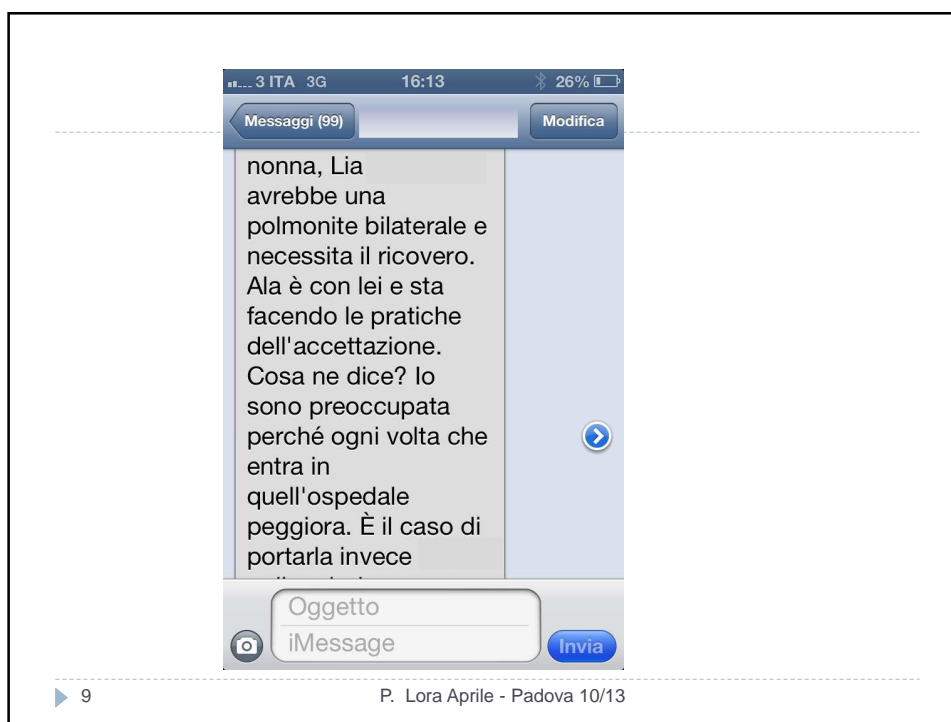 3 ITA 3G 16:13 26%
Messaggi (99) Modifica
nonna, Lia
avrebbe una
polmonite bilaterale e
necessita il ricovero.
Ala è con lei e sta
facendo le pratiche
dell'accettazione.
Cosa ne dice? Io
sono preoccupata
perché ogni volta che
entra in
quell'ospedale
peggiora. È il caso di
portarla invece
Oggetto
iMessage
Invia
9 P. Lora Aprile - Padova 10/13